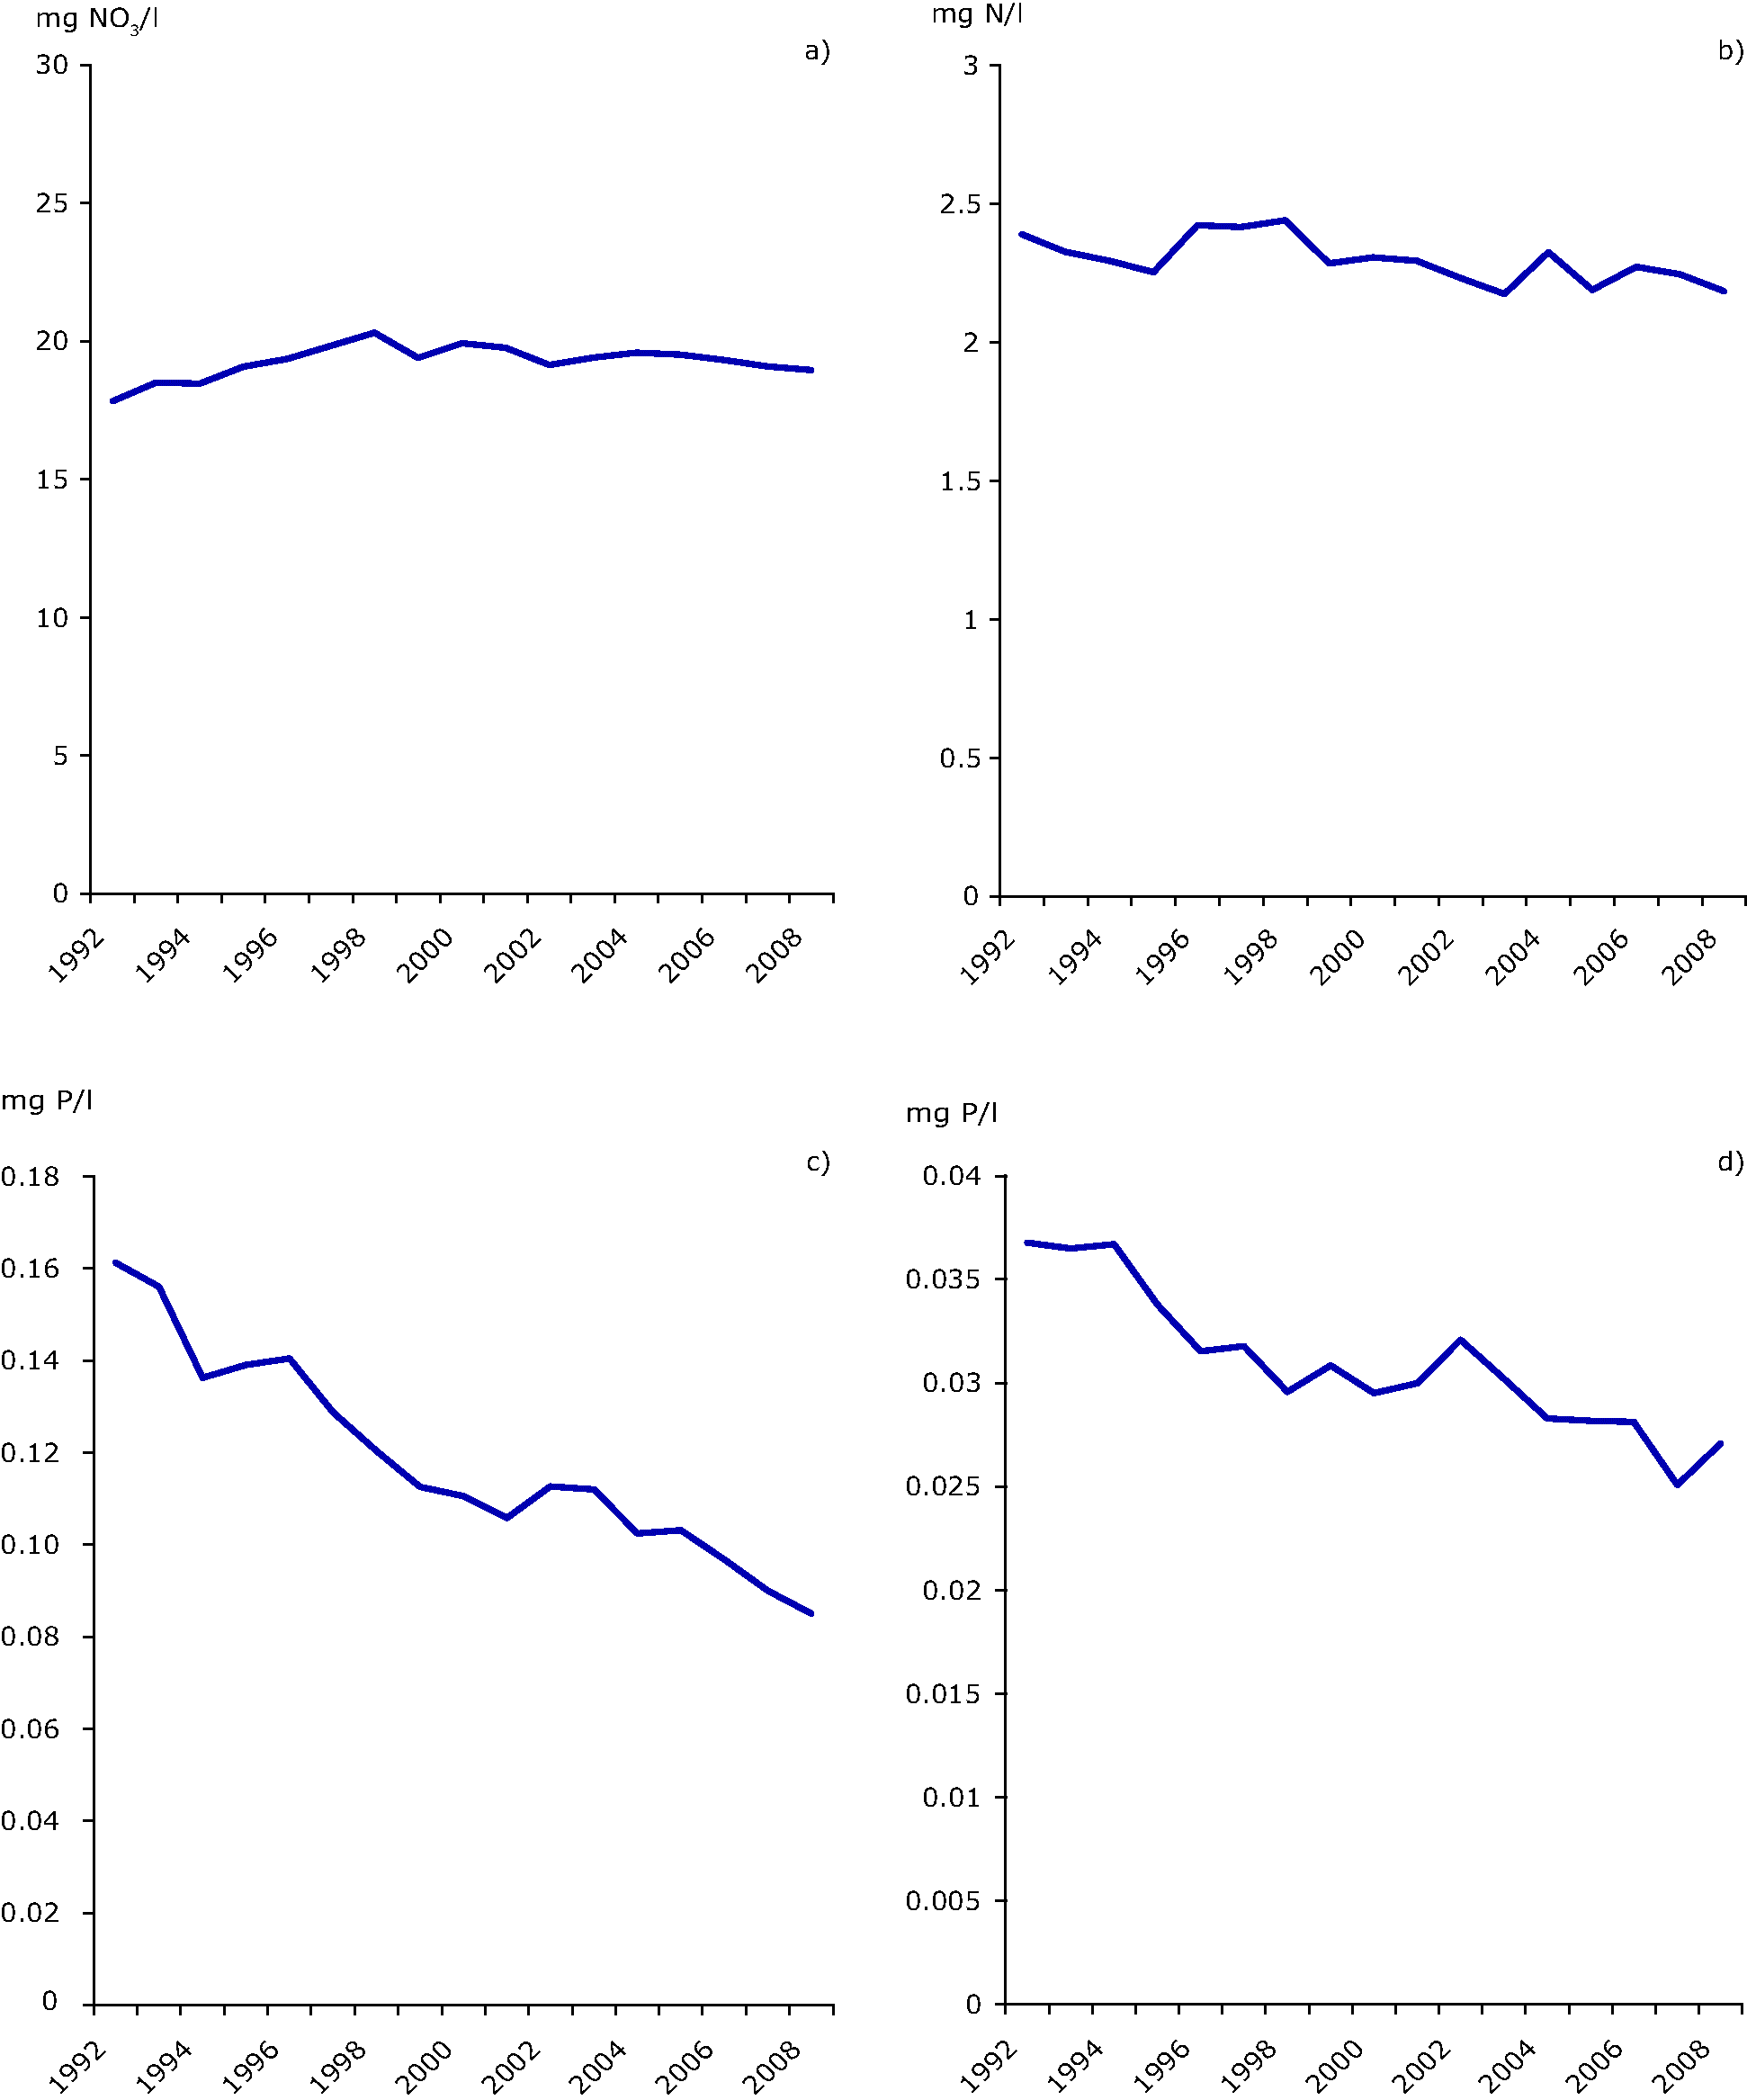 mg NO₃/l
a)
30
25
20
15
10
5
0
1992 1994 1996 1998 2000 2002 2004 2006 2008
mg N/l
b)
3
2.5
2
1.5
1
0.5
0
1992 1994 1996 1998 2000 2002 2004 2006 2008
mg P/l
c)
0.18
0.16
0.14
0.12
0.10
0.08
0.06
0.04
0.02
0
1992 1994 1996 1998 2000 2002 2004 2006 2008
mg P/l
d)
0.04
0.035
0.03
0.025
0.02
0.015
0.01
0.005
0
1992 1994 1996 1998 2000 2002 2004 2006 2008